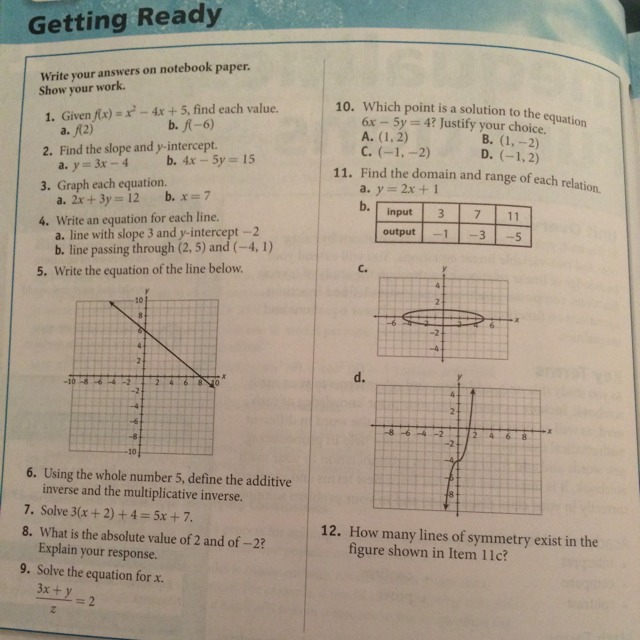 Getting Ready
Write your answers on notebook paper.
Show your work.
1. Given f(x) = x² − 4x + 5, find each value.
a. f(2) b. f(−6)
2. Find the slope and y-intercept.
a. y = 3x − 4 b. 4x − 5y = 15
3. Graph each equation.
a. 2x + 3y = 12 b. x = 7
4. Write an equation for each line.
a. line with slope 3 and y-intercept −2
b. line passing through (2, 5) and (−4, 1)
5. Write the equation of the line below.
y
10
8
6
4
2
−10 −8 −6 −4 −2 2 4 6 8 10 x
−2
−4
−6
−8
−10
6. Using the whole number 5, define the additive
inverse and the multiplicative inverse.
7. Solve 3(x + 2) + 4 = 5x + 7.
8. What is the absolute value of 2 and of −2?
Explain your response.
9. Solve the equation for x.
3x + y
z
= 2
10. Which point is a solution to the equation
6x − 5y = 4? Justify your choice.
A. (1, 2) B. (1, −2)
C. (−1, −2) D. (−1, 2)
11. Find the domain and range of each relation.
a. y = 2x + 1
b. input 3 7 11
output −1 −3 −5
c.
y
4
2
−6 −4 −2 2 4 6 x
−2
−4
d.
y
4
2
−8 −6 −4 −2 2 4 6 8 x
−2
−4
−6
−8
12. How many lines of symmetry exist in the
figure shown in Item 11c?